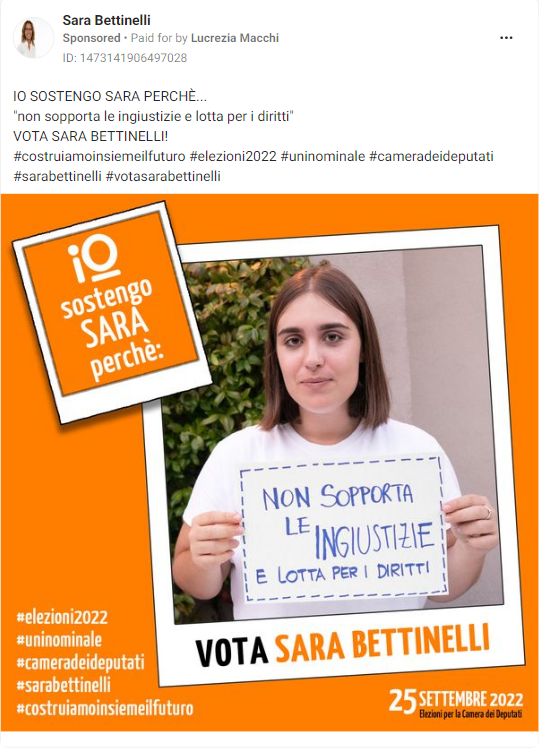 Sara Bettinelli
Sponsored • Paid for by Lucrezia Macchi
ID: 1473141906497028
IO SOSTENGO SARA PERCHÈ...
"non sopporta le ingiustizie e lotta per i diritti"
VOTA SARA BETTINELLI!
#costruiamoinsiemeilfuturo #elezioni2022 #uninominale #cameradeideputati
#sarabettinelli #votasarabettinelli
iO
sostengo
SARA
perchè:
NON SOPPORTA
LE
INGIUSTIZIE
E LOTTA PER I DIRITTI
VOTA SARA BETTINELLI
#elezioni2022
#uninominale
#cameradeideputati
#sarabettinelli
#costruiamoinsiemeilfuturo
25 SETTEMBRE 2022
Elezioni per la Camera dei Deputati